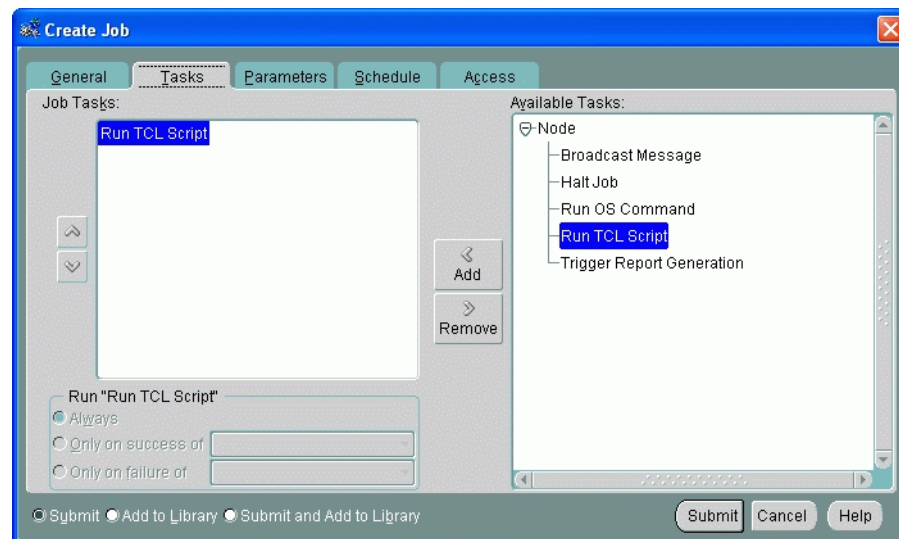 Create Job
General Tasks Parameters Schedule Access
Job Tasks:
Run TCL Script
Available Tasks:
Node
Broadcast Message
Halt Job
Run OS Command
Run TCL Script
Trigger Report Generation
Add
Remove
Run "Run TCL Script"
Always
Only on success of
Only on failure of
Submit Add to Library Submit and Add to Library
Submit Cancel Help